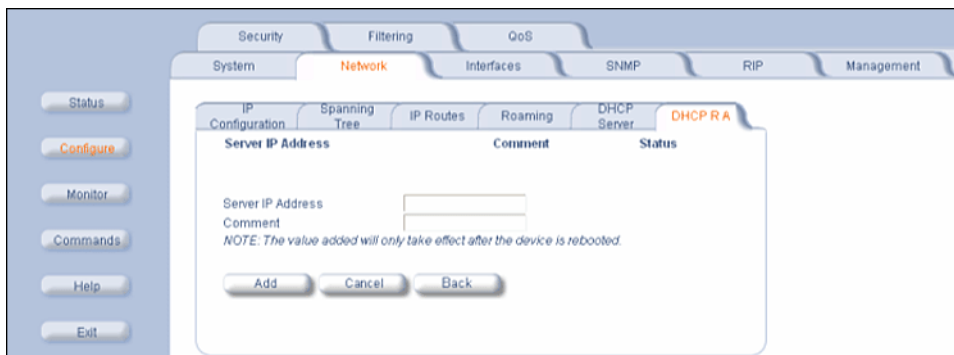 Security Filtering QoS
System Network Interfaces SNMP RIP Management
Status
Configure
Monitor
Commands
Help
Exit
IP Configuration Spanning Tree IP Routes Roaming DHCP Server DHCP R A
Server IP Address Comment Status
Server IP Address
Comment
NOTE: The value added will only take effect after the device is rebooted.
Add Cancel Back